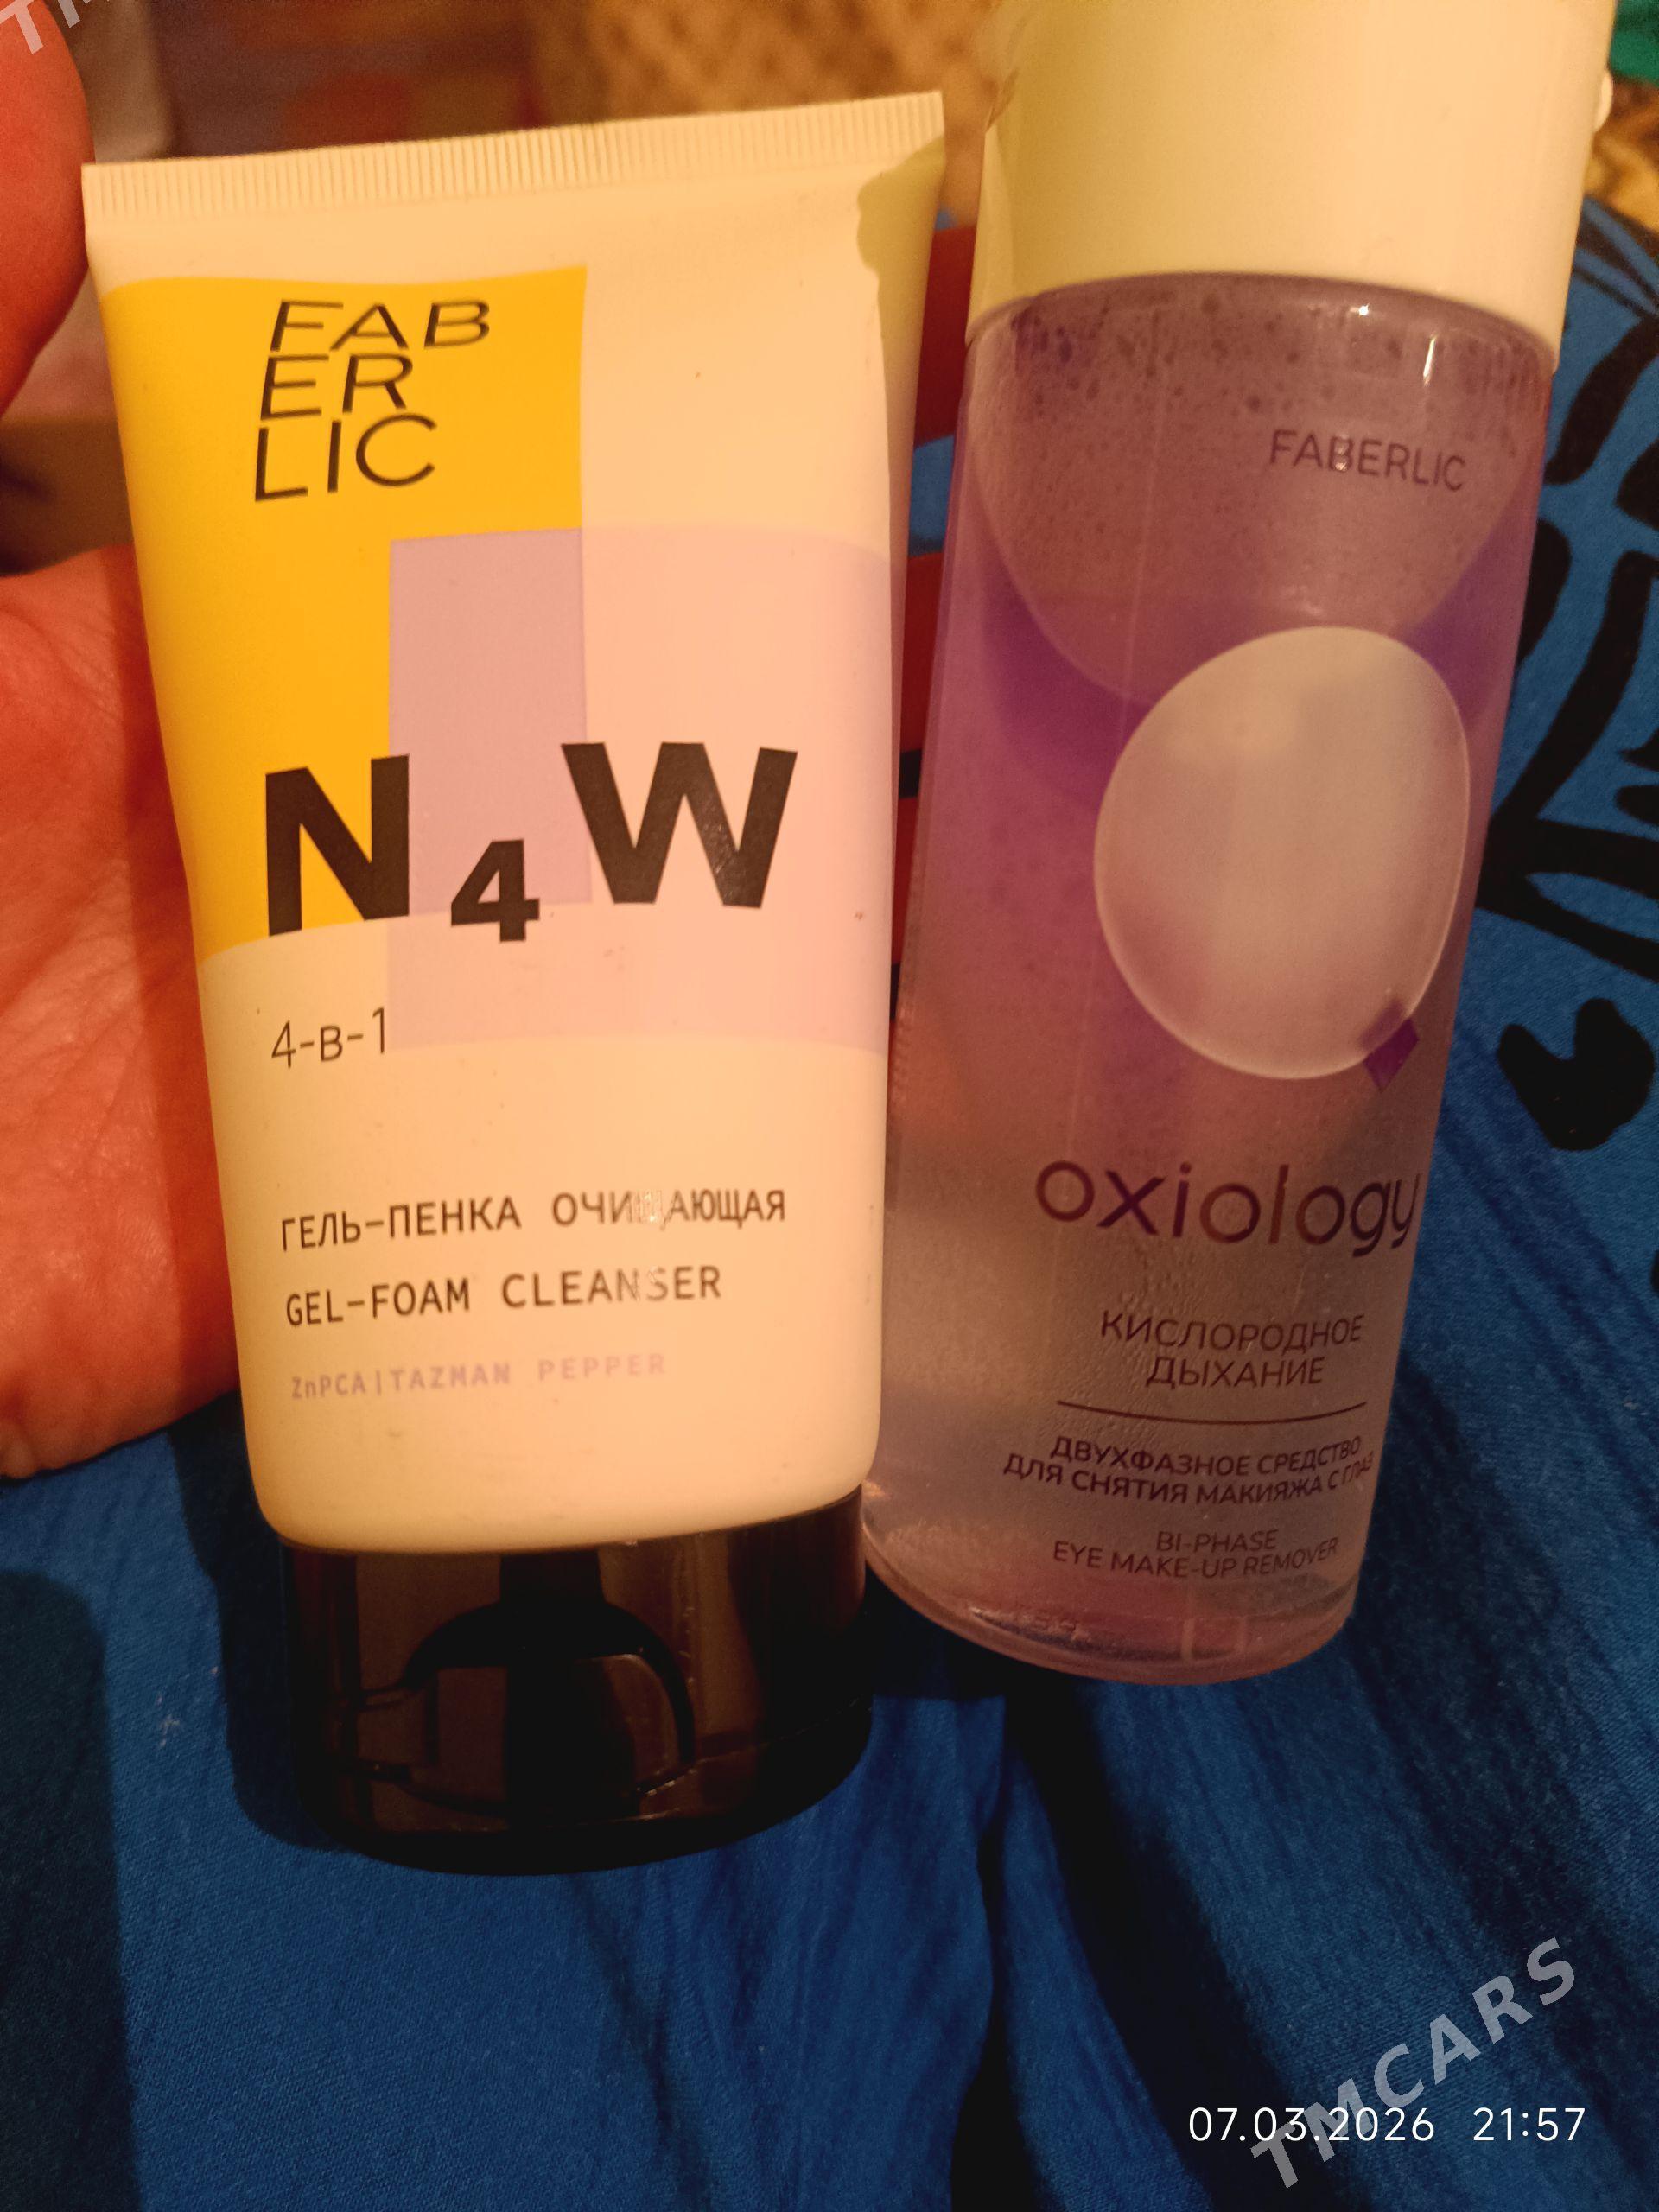 FAB
ER
LIC
N4W
4-в-1
ГЕЛЬ-ПЕНКА ОЧИЩАЮЩАЯ
GEL-FOAM CLEANSER
ZnPCA|TAZMAN PEPPER
FABERLIC
oxiology
КИСЛОРОДНОЕ
ДЫХАНИЕ
ДВУХФАЗНОЕ СРЕДСТВО
ДЛЯ СНЯТИЯ МАКИЯЖА С ГЛАЗ
BI-PHASE
EYE MAKE-UP REMOVER
07.03.2026 21:57
TMCARS